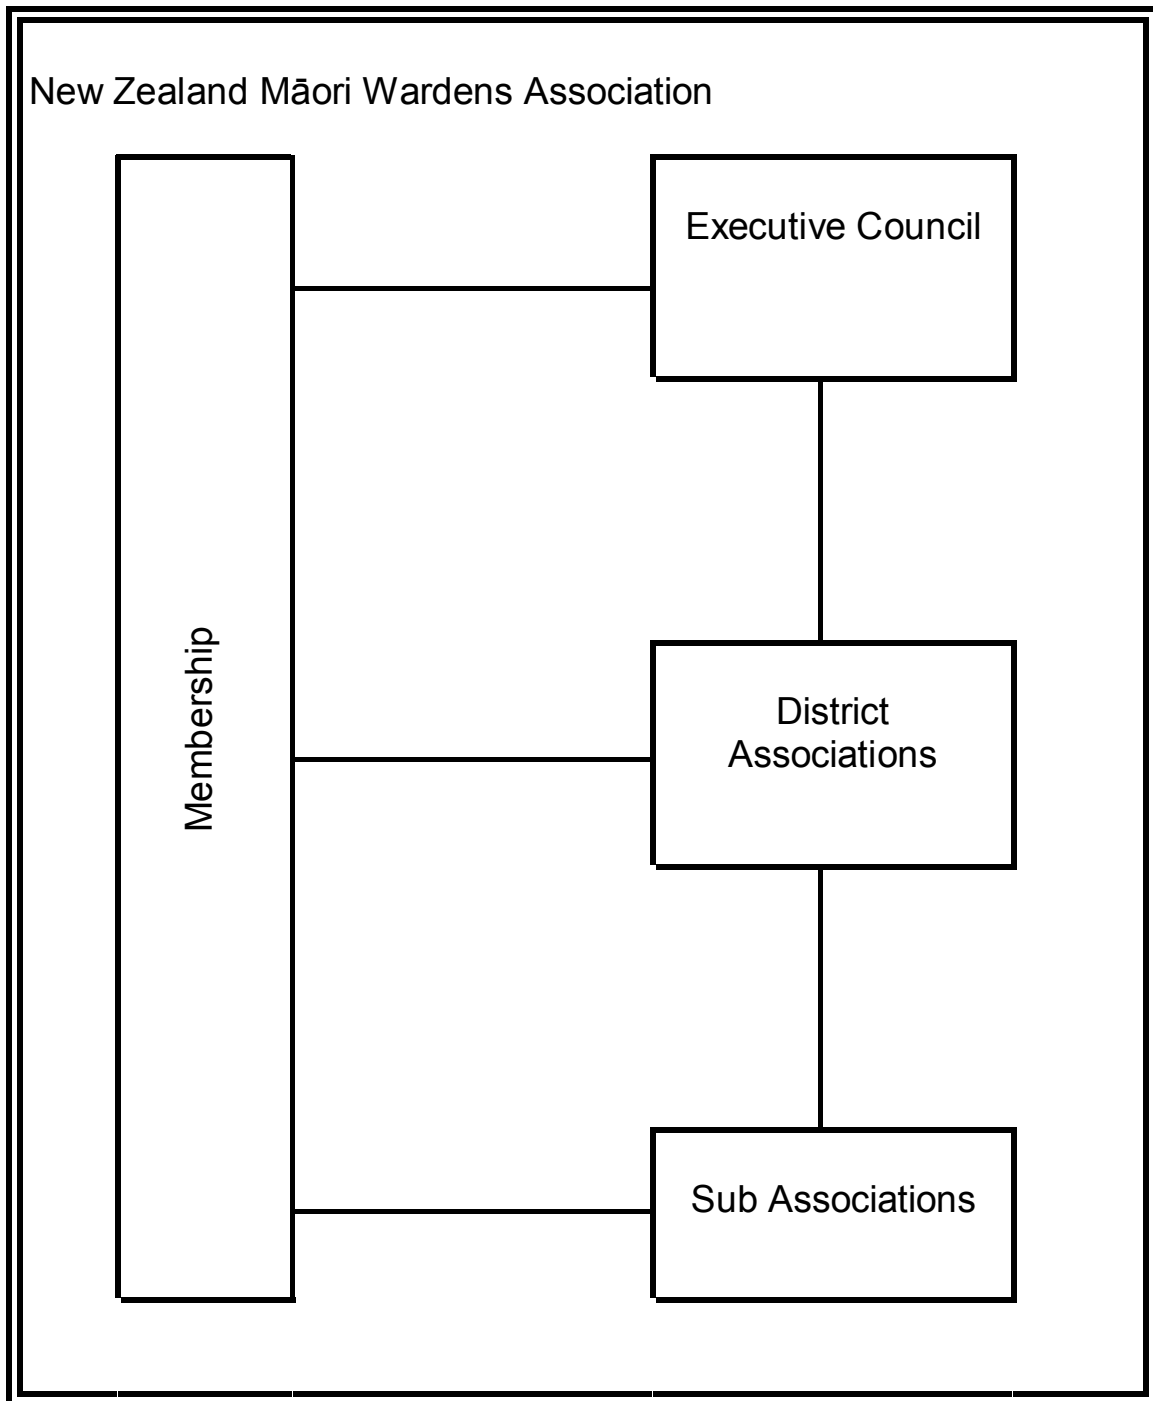 New Zealand Māori Wardens Association
Executive Council
Membership
District
Associations
Sub Associations